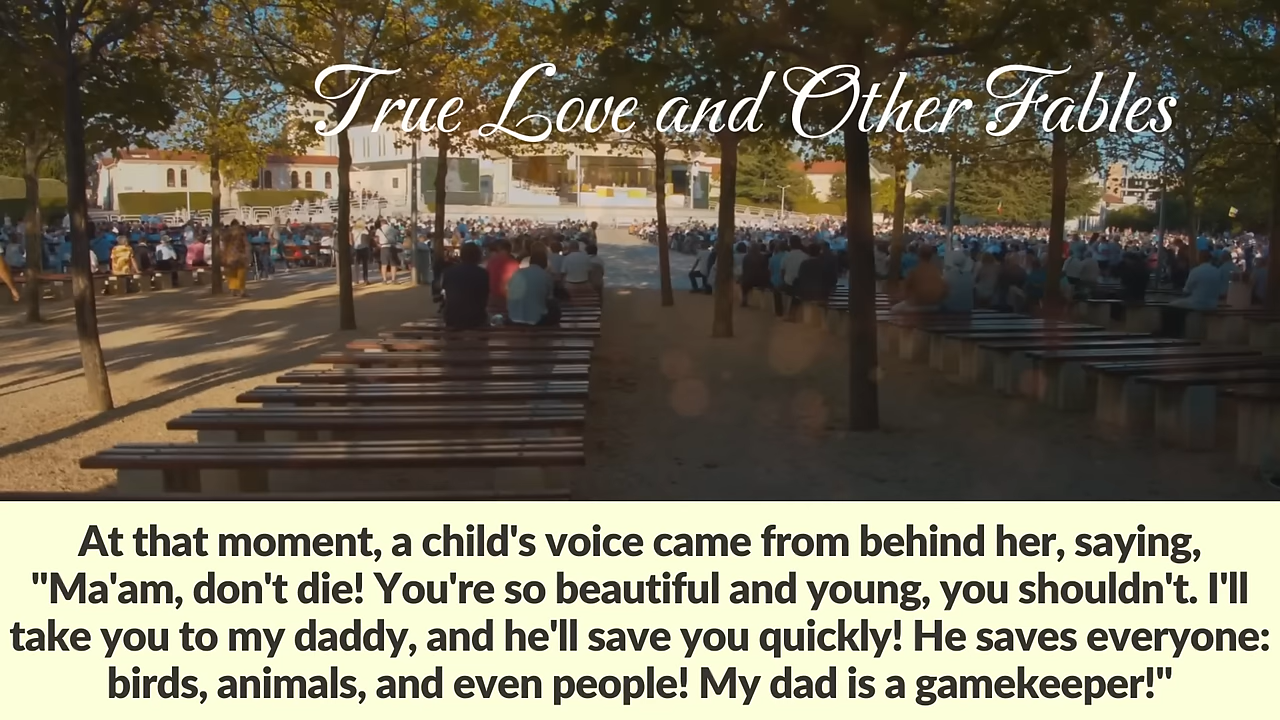 True Love and Other Fables
At that moment, a child's voice came from behind her, saying,
"Ma'am, don't die! You're so beautiful and young, you shouldn't. I'll
take you to my daddy, and he'll save you quickly! He saves everyone:
birds, animals, and even people! My dad is a gamekeeper!"